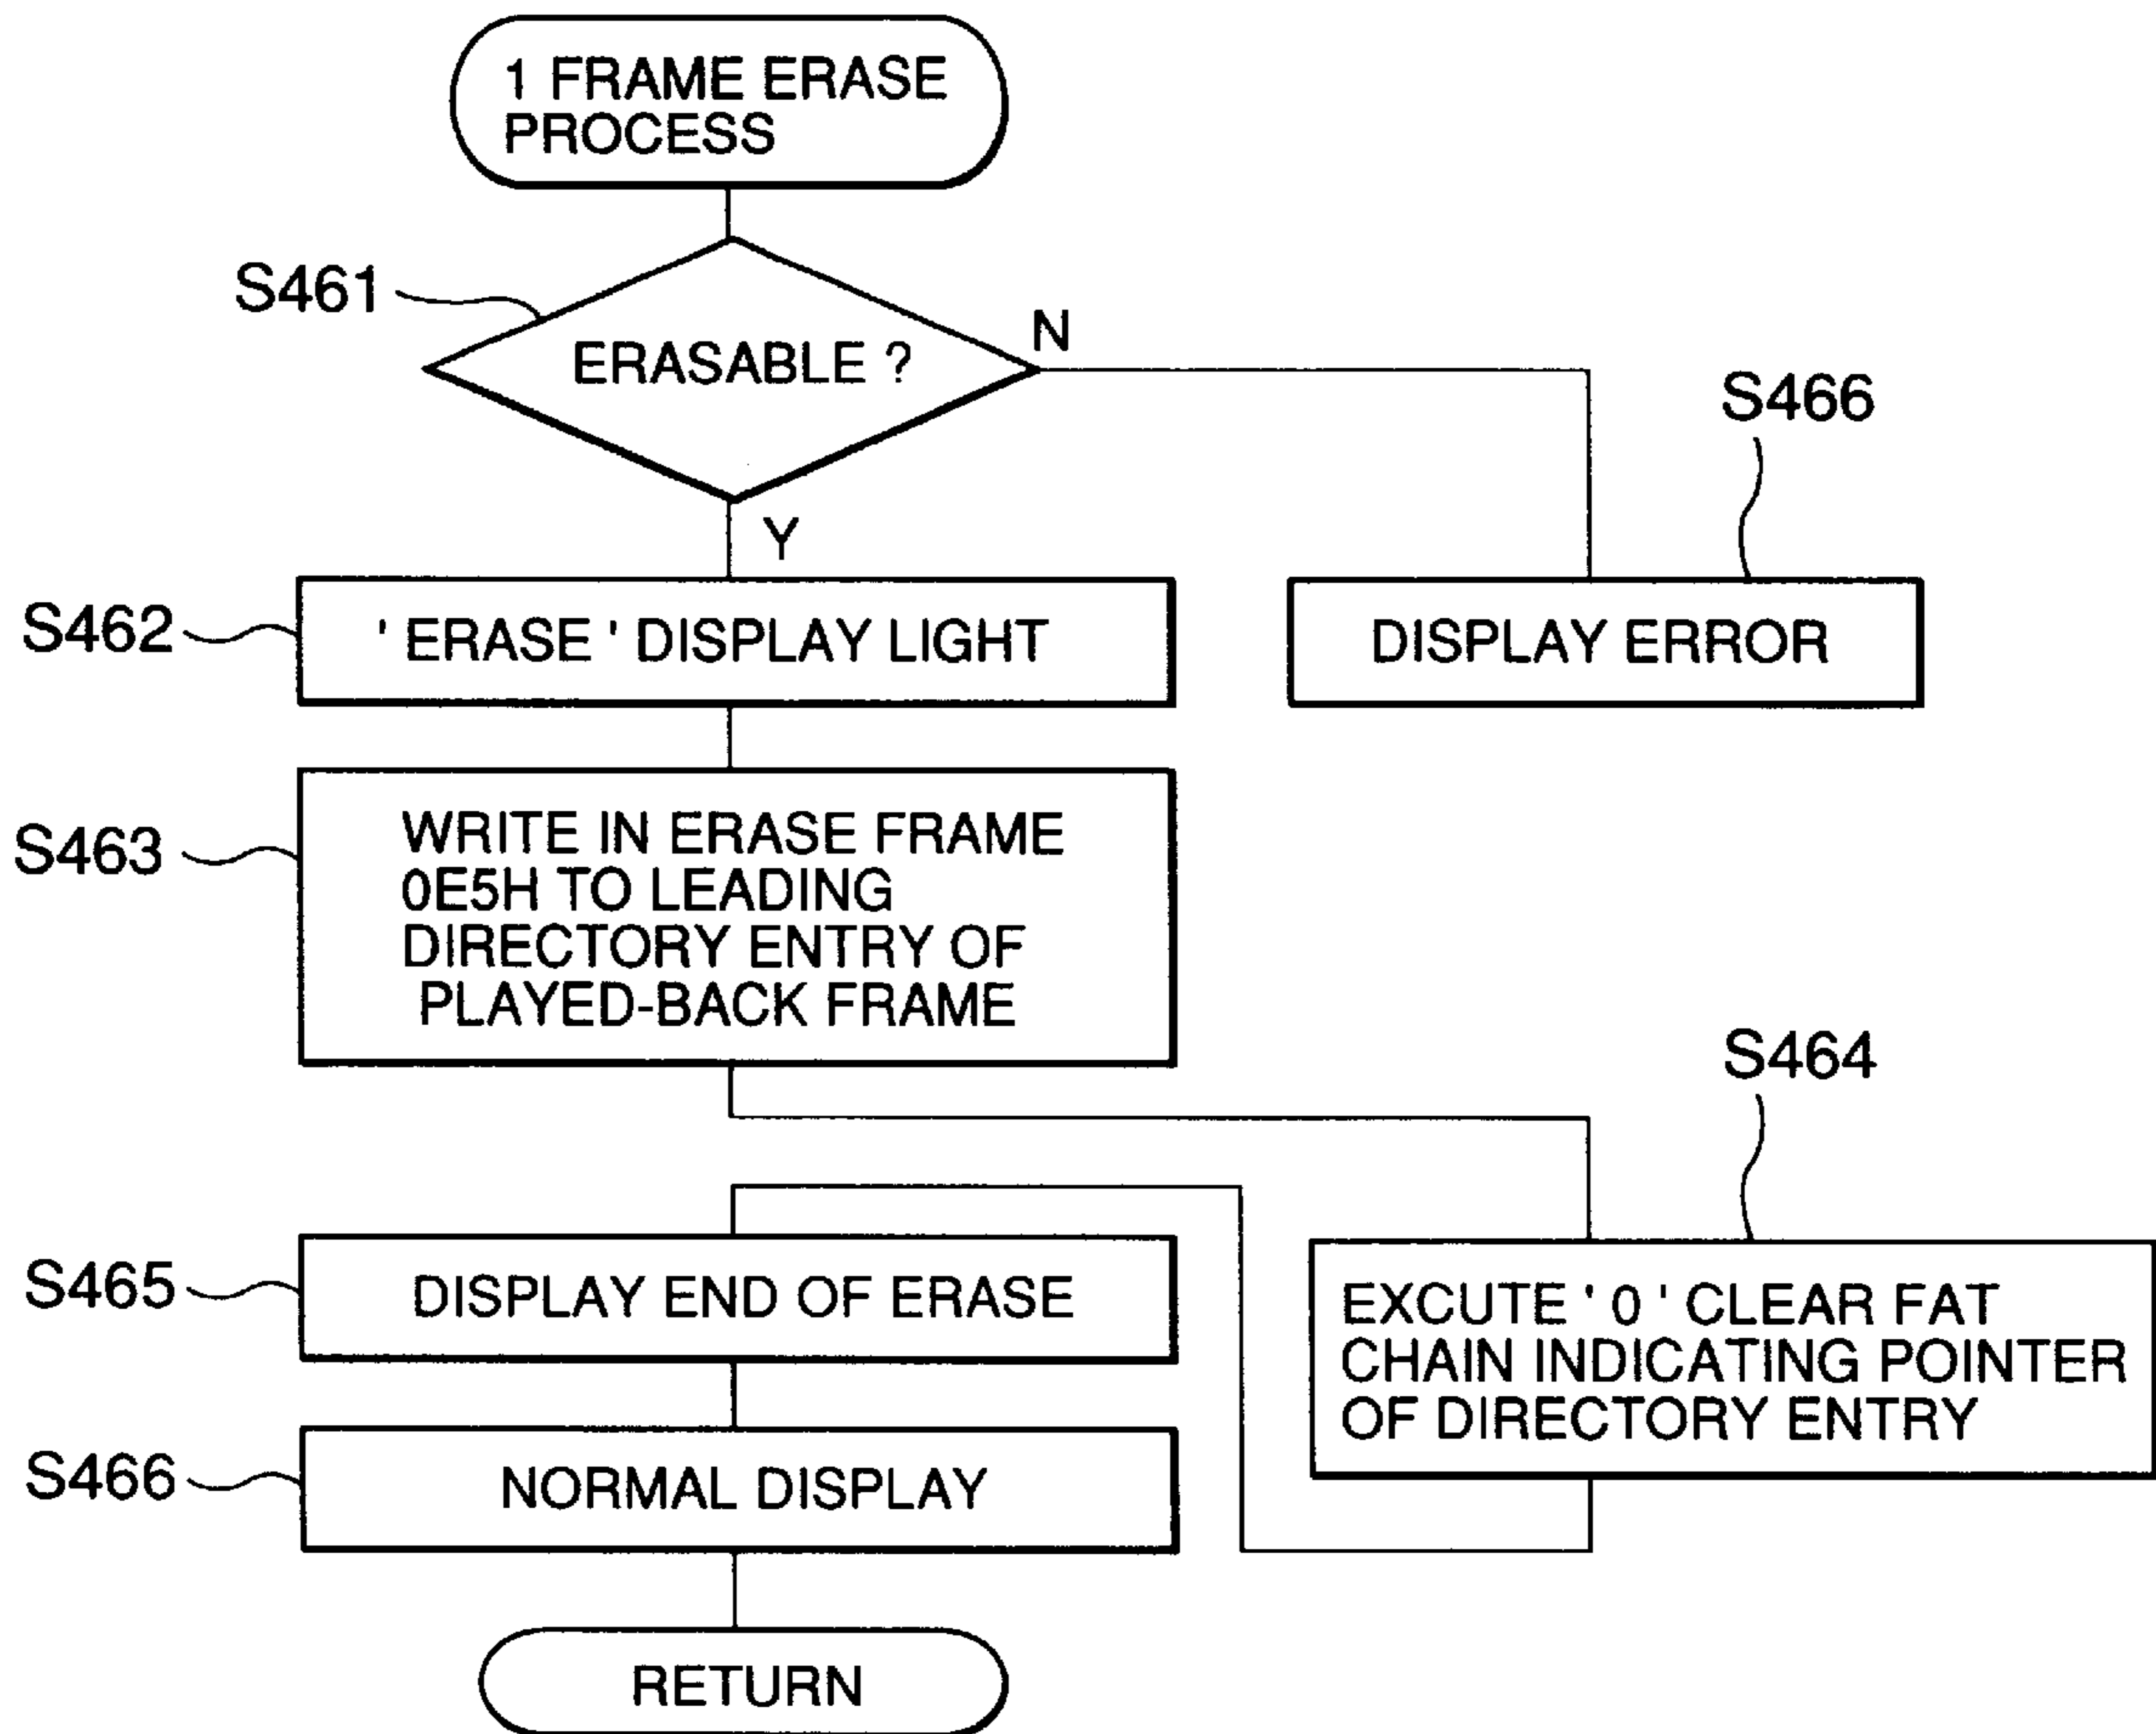 1 FRAME ERASE
PROCESS
S461
ERASABLE ?
N
S466
Y
S462
' ERASE ' DISPLAY LIGHT
DISPLAY ERROR
S463
WRITE IN ERASE FRAME
0E5H TO LEADING
DIRECTORY ENTRY OF
PLAYED-BACK FRAME
S464
S465
DISPLAY END OF ERASE
EXCUTE ' 0 ' CLEAR FAT
CHAIN INDICATING POINTER
OF DIRECTORY ENTRY
S466
NORMAL DISPLAY
RETURN